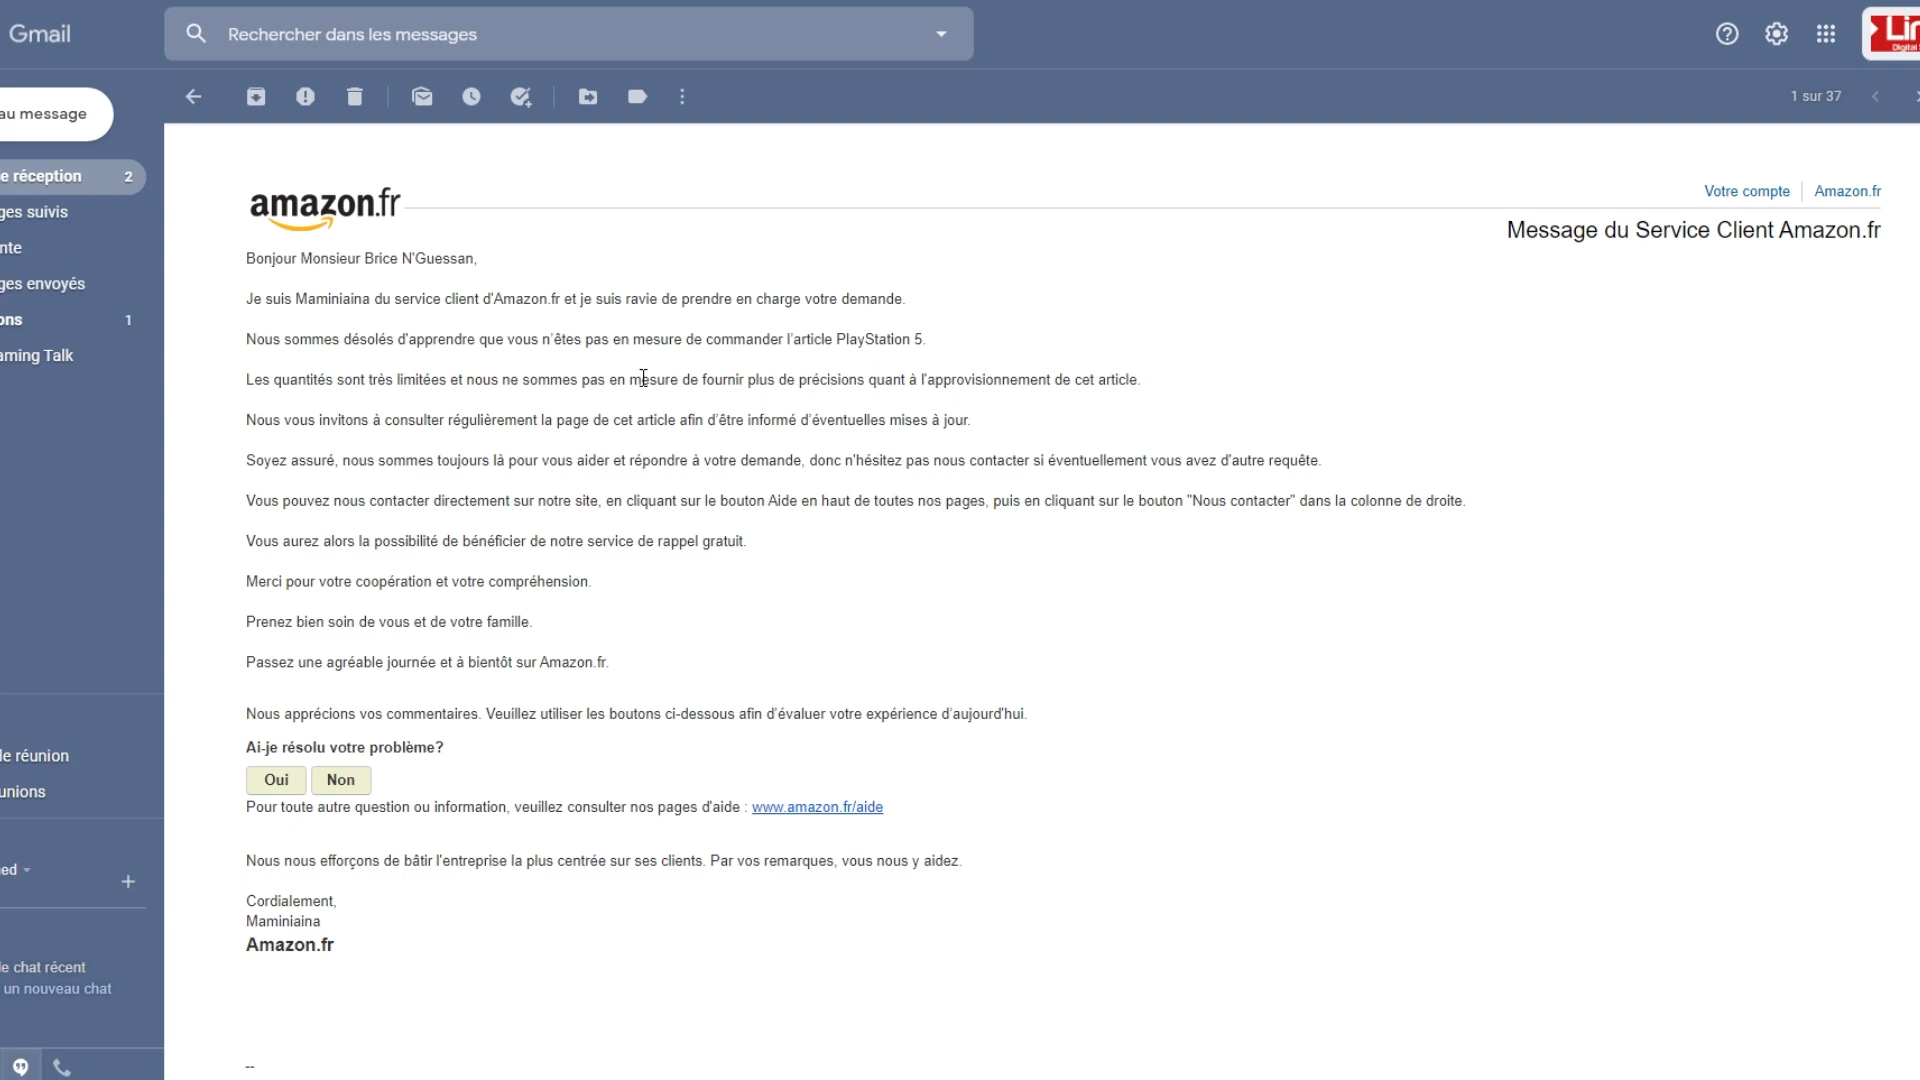 Gmail
Rechercher dans les messages
au message
1 sur 37
e réception 2
ges suivis
nte
ges envoyés
ons 1
aming Talk
le réunion
unions
ed
le chat récent
un nouveau chat
amazon.fr
Votre compte Amazon.fr
Message du Service Client Amazon.fr
Bonjour Monsieur Brice N'Guessan,
Je suis Maminiaina du service client d'Amazon.fr et je suis ravie de prendre en charge votre demande.
Nous sommes désolés d'apprendre que vous n'êtes pas en mesure de commander l'article PlayStation 5.
Les quantités sont très limitées et nous ne sommes pas en mesure de fournir plus de précisions quant à l'approvisionnement de cet article.
Nous vous invitons à consulter régulièrement la page de cet article afin d'être informé d'éventuelles mises à jour.
Soyez assuré, nous sommes toujours là pour vous aider et répondre à votre demande, donc n'hésitez pas nous contacter si éventuellement vous avez d'autre requête.
Vous pouvez nous contacter directement sur notre site, en cliquant sur le bouton Aide en haut de toutes nos pages, puis en cliquant sur le bouton "Nous contacter" dans la colonne de droite.
Vous aurez alors la possibilité de bénéficier de notre service de rappel gratuit.
Merci pour votre coopération et votre compréhension.
Prenez bien soin de vous et de votre famille.
Passez une agréable journée et à bientôt sur Amazon.fr.
Nous apprécions vos commentaires. Veuillez utiliser les boutons ci-dessous afin d'évaluer votre expérience d'aujourd'hui.
Ai-je résolu votre problème?
Oui Non
Pour toute autre question ou information, veuillez consulter nos pages d'aide : www.amazon.fr/aide
Nous nous efforçons de bâtir l'entreprise la plus centrée sur ses clients. Par vos remarques, vous nous y aidez.
Cordialement,
Maminiaina
Amazon.fr
--